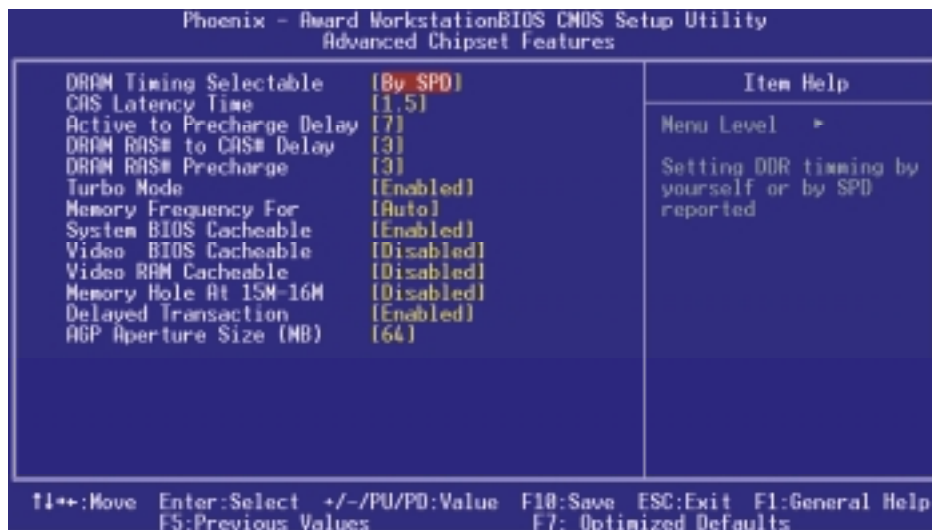 Phoenix - Award WorkstationBIOS CMOS Setup Utility
Advanced Chipset Features
DRAM Timing Selectable [By SPD]
CAS Latency Time [1.5]
Active to Precharge Delay [7]
DRAM RAS# to CAS# Delay [3]
DRAM RAS# Precharge [3]
Turbo Mode [Enabled]
Memory Frequency For [Auto]
System BIOS Cacheable [Enabled]
Video BIOS Cacheable [Disabled]
Video RAM Cacheable [Disabled]
Memory Hole At 15M-16M [Disabled]
Delayed Transaction [Enabled]
AGP Aperture Size (MB) [64]
Item Help
Menu Level ►
Setting DDR timming by
yourself or by SPD
reported
↑↓→←:Move Enter:Select +/-/PU/PD:Value F10:Save ESC:Exit F1:General Help
F5:Previous Values F7: Optimized Defaults